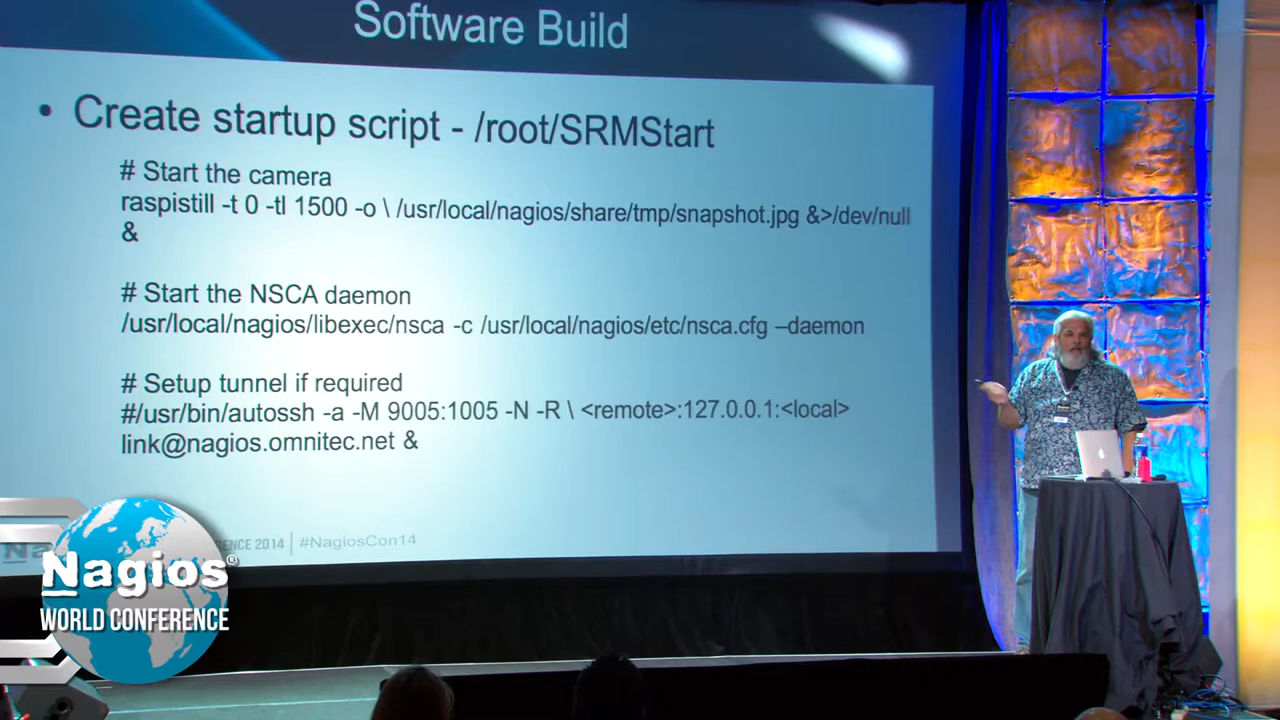 Software Build
• Create startup script - /root/SRMStart
# Start the camera
raspistill -t 0 -tl 1500 -o \ /usr/local/nagios/share/tmp/snapshot.jpg &>/dev/null
&
# Start the NSCA daemon
/usr/local/nagios/libexec/nsca -c /usr/local/nagios/etc/nsca.cfg –daemon
# Setup tunnel if required
#/usr/bin/autossh -a -M 9005:1005 -N -R \ <remote>:127.0.0.1:<local>
link@nagios.omnitec.net &
2014 | #NagiosCon14
Nagios®
WORLD CONFERENCE